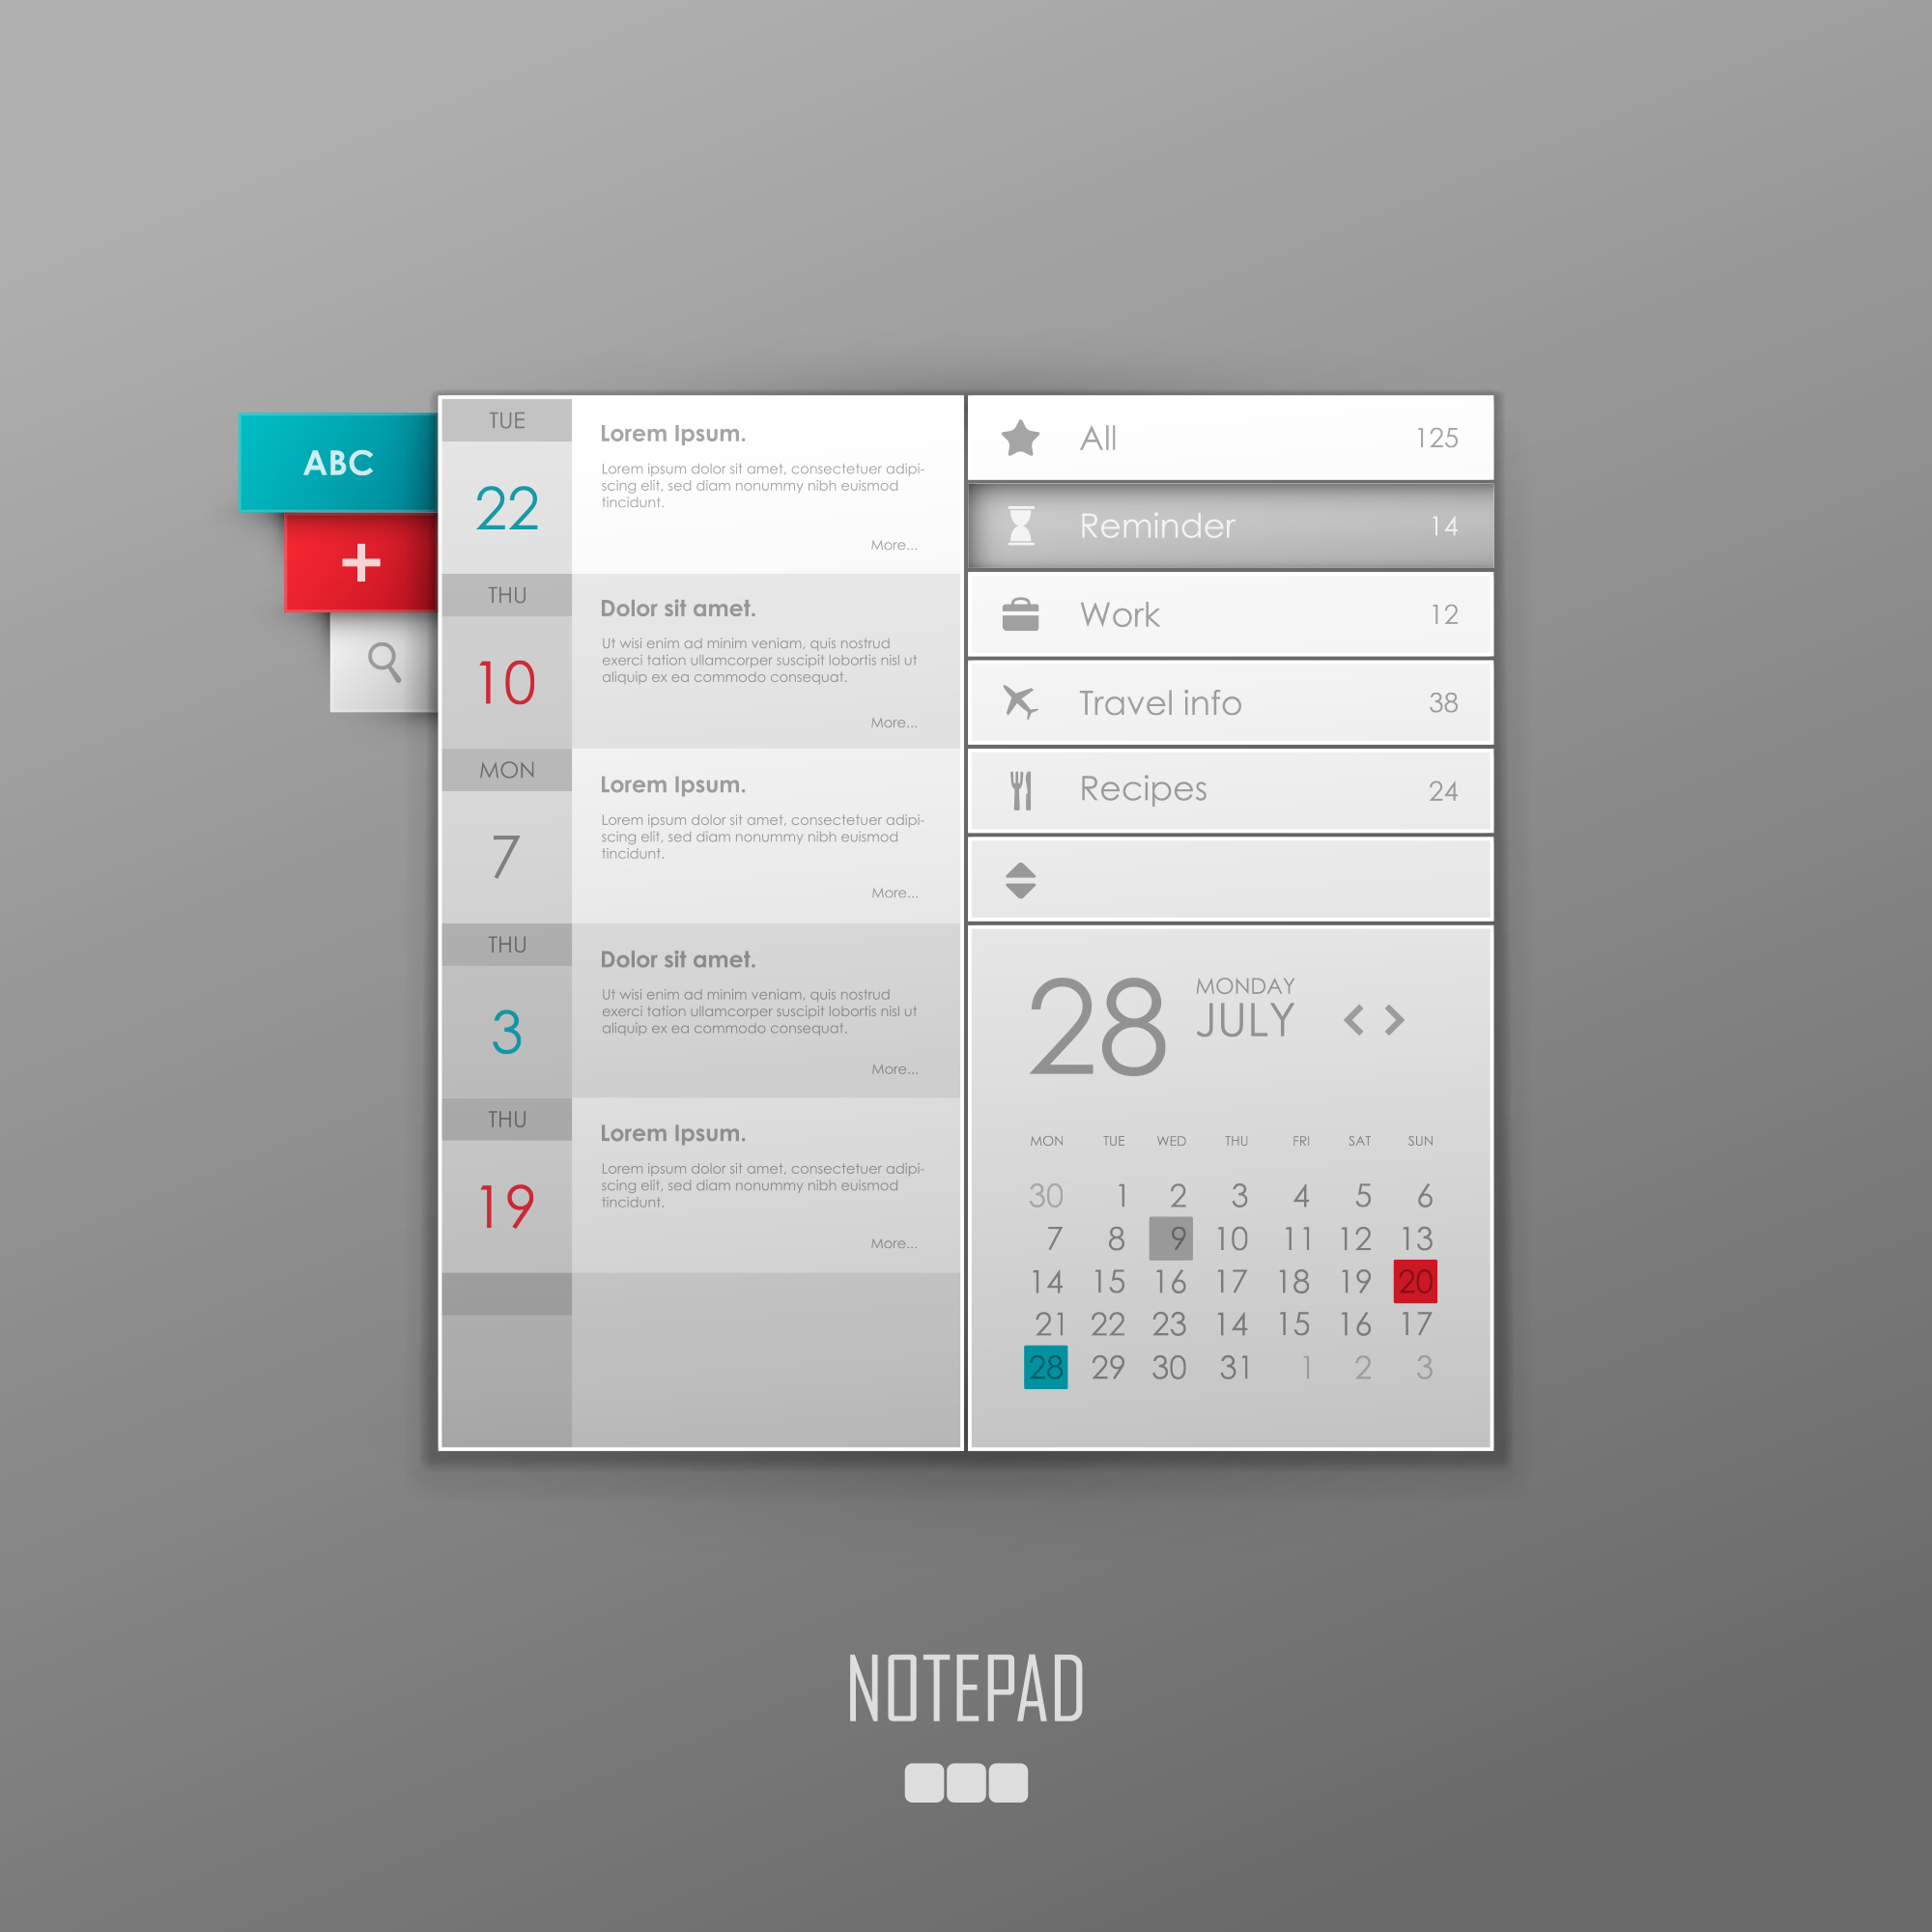 ABC
TUE
22
Lorem Ipsum.
Lorem ipsum dolor sit amet, consectetuer adipi-
scing elit, sed diam nonummy nibh euismod
tincidunt.
More...
THU
10
Dolor sit amet.
Ut wisi enim ad minim veniam, quis nostrud
exerci tation ullamcorper suscipit lobortis nisl ut
aliquip ex ea commodo consequat.
More...
MON
7
Lorem Ipsum.
Lorem ipsum dolor sit amet, consectetuer adipi-
scing elit, sed diam nonummy nibh euismod
tincidunt.
More...
THU
3
Dolor sit amet.
Ut wisi enim ad minim veniam, quis nostrud
exerci tation ullamcorper suscipit lobortis nisl ut
aliquip ex ea commodo consequat.
More...
THU
19
Lorem Ipsum.
Lorem ipsum dolor sit amet, consectetuer adipi-
scing elit, sed diam nonummy nibh euismod
tincidunt.
More...
All 125
Reminder 14
Work 12
Travel info 38
Recipes 24
28
MONDAY
JULY
MON TUE WED THU FRI SAT SUN
30 1 2 3 4 5 6
7 8 9 10 11 12 13
14 15 16 17 18 19 20
21 22 23 14 15 16 17
28 29 30 31 1 2 3
NOTEPAD